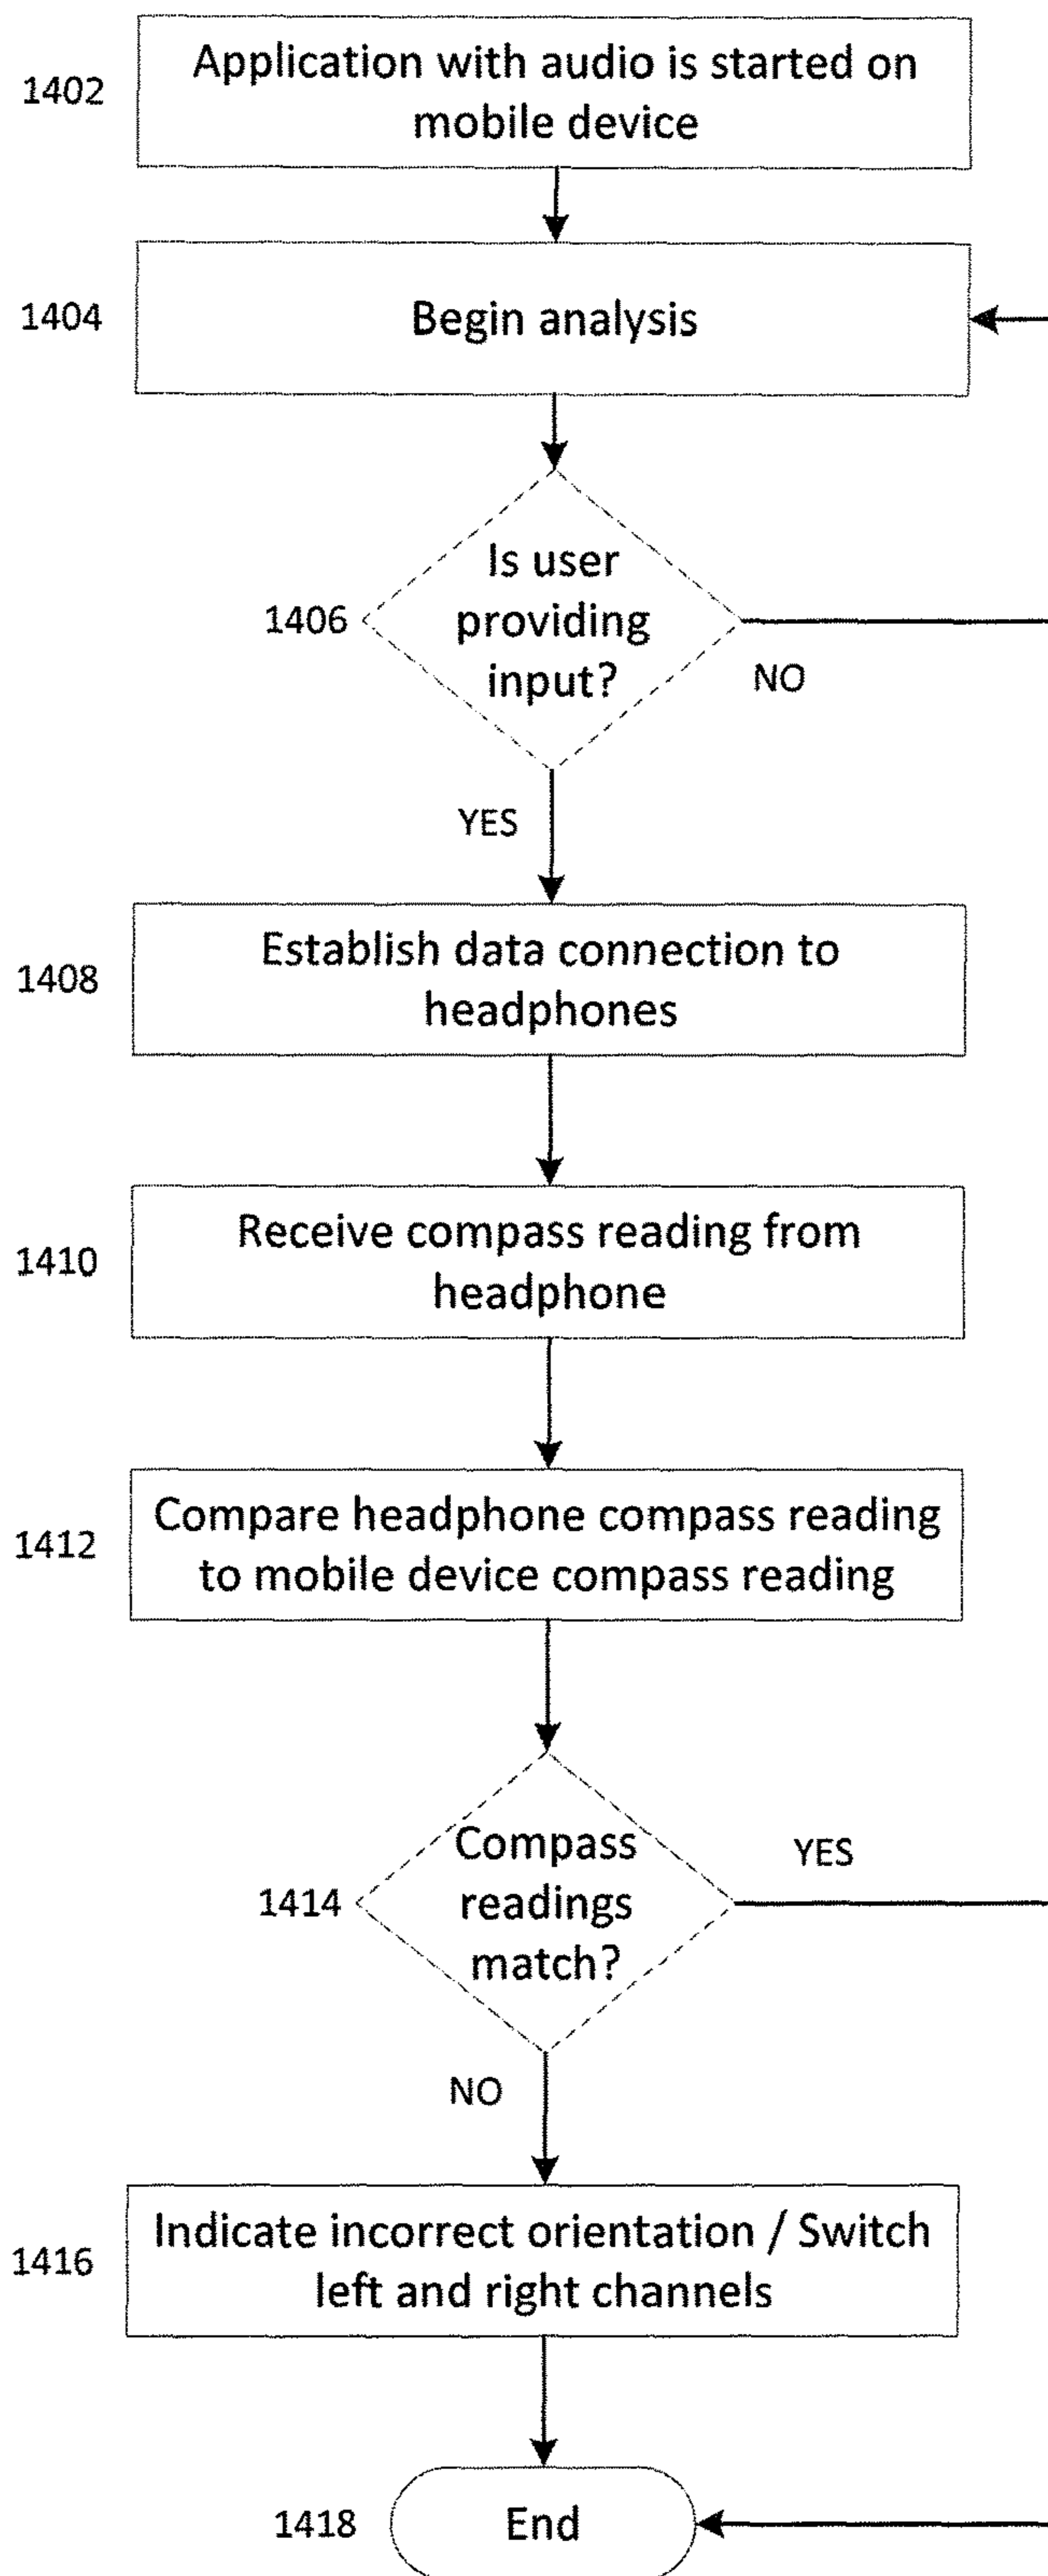 1402
Application with audio is started on
mobile device
1404
Begin analysis
1406
Is user
providing
input?
NO
YES
1408
Establish data connection to
headphones
1410
Receive compass reading from
headphone
1412
Compare headphone compass reading
to mobile device compass reading
1414
Compass
readings
match?
YES
NO
1416
Indicate incorrect orientation / Switch
left and right channels
1418
End